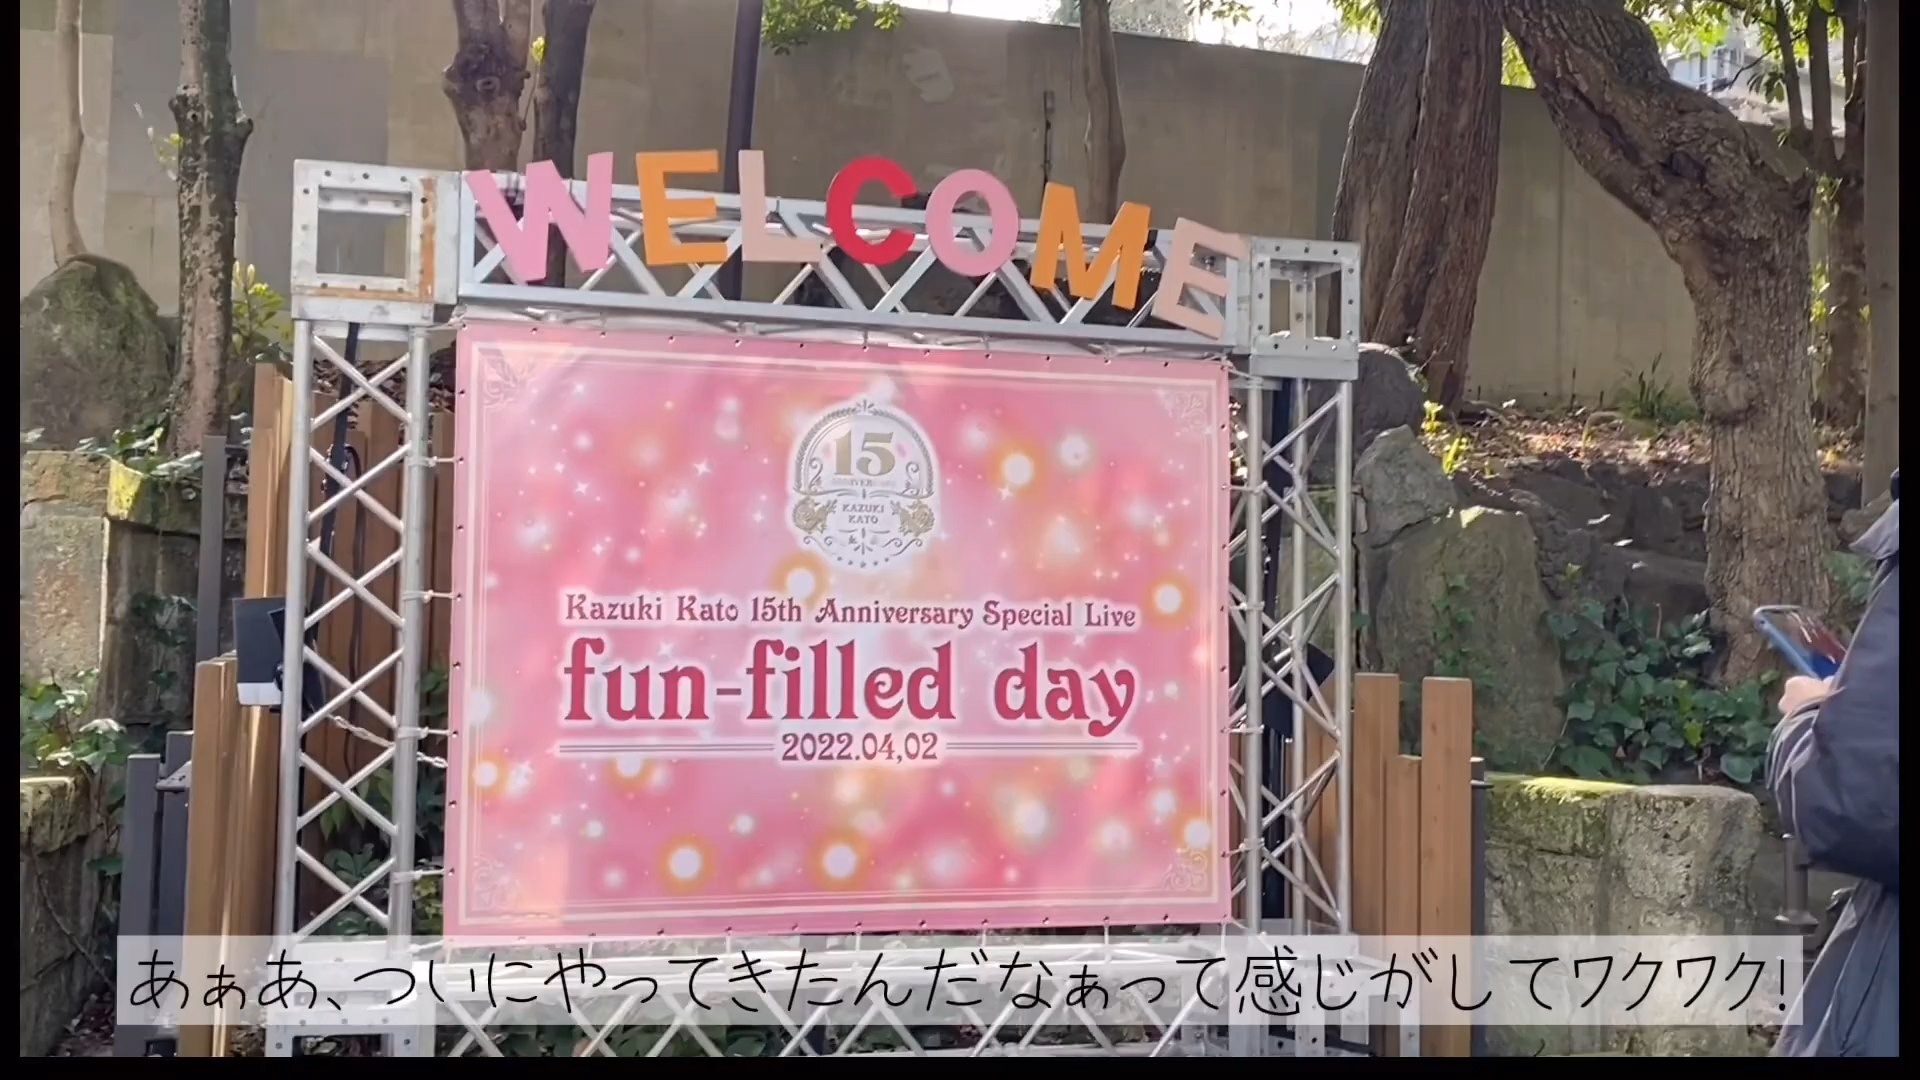 WELCOME
15
ANNIVERSARY
KAZUKI
KATO
Kazuki Kato 15th Anniversary Special Live
fun-filled day
2022.04,02
あぁあ、ついにやってきたんだなぁって感じがしてワクワク!